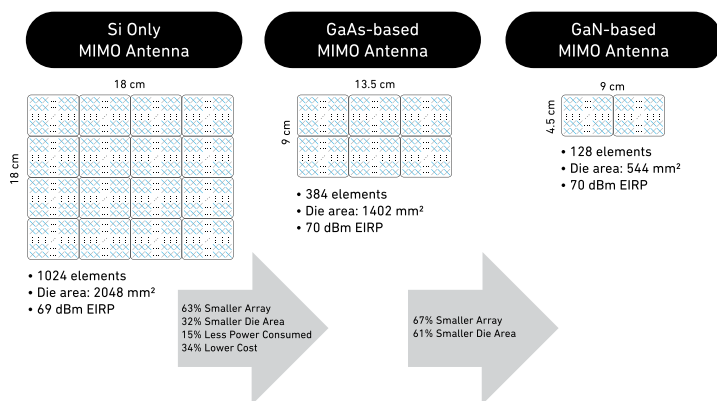 Si Only
MIMO Antenna
GaAs-based
MIMO Antenna
GaN-based
MIMO Antenna
18 cm
18 cm
• 1024 elements
• Die area: 2048 mm²
• 69 dBm EIRP
13.5 cm
9 cm
• 384 elements
• Die area: 1402 mm²
• 70 dBm EIRP
9 cm
4.5 cm
• 128 elements
• Die area: 544 mm²
• 70 dBm EIRP
63% Smaller Array
32% Smaller Die Area
15% Less Power Consumed
34% Lower Cost
67% Smaller Array
61% Smaller Die Area